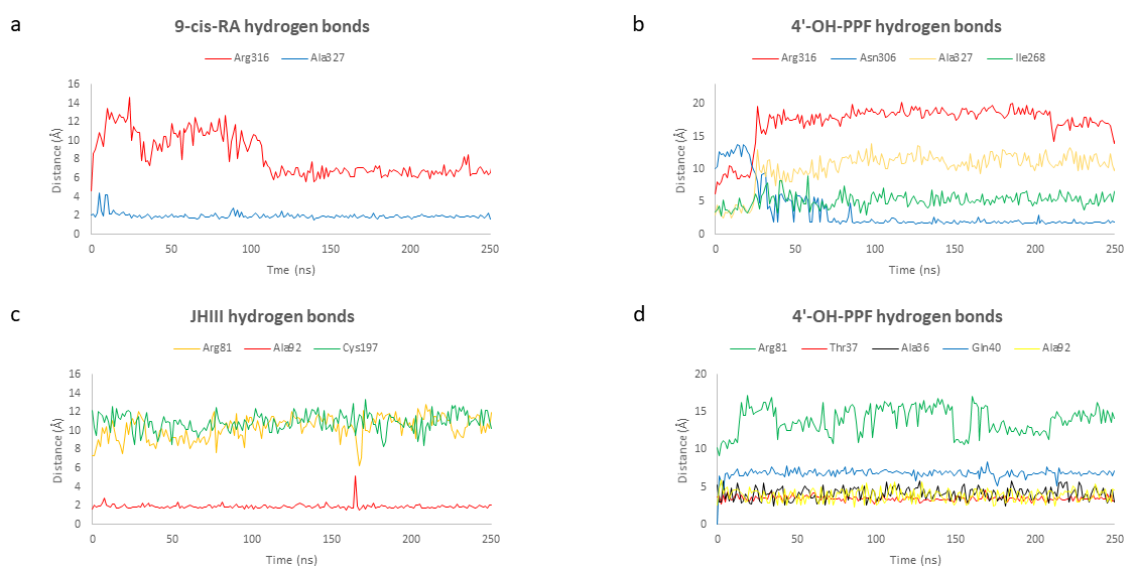 a
9-cis-RA hydrogen bonds
Arg316 Ala327
Distance (Å)
16
14
12
10
8
6
4
2
0
0 50 100 150 200 250
Tme (ns)
b
4'-OH-PPF hydrogen bonds
Arg316 Asn306 Ala327 Ile268
Distance (Å)
20
15
10
5
0
0 50 100 150 200 250
Time (ns)
c
JHIII hydrogen bonds
Arg81 Ala92 Cys197
Distance (Å)
16
14
12
10
8
6
4
2
0
0 50 100 150 200 250
Time (ns)
d
4'-OH-PPF hydrogen bonds
Arg81 Thr37 Ala36 Gln40 Ala92
Distance (Å)
20
15
10
5
0
0 50 100 150 200 250
Time (ns)